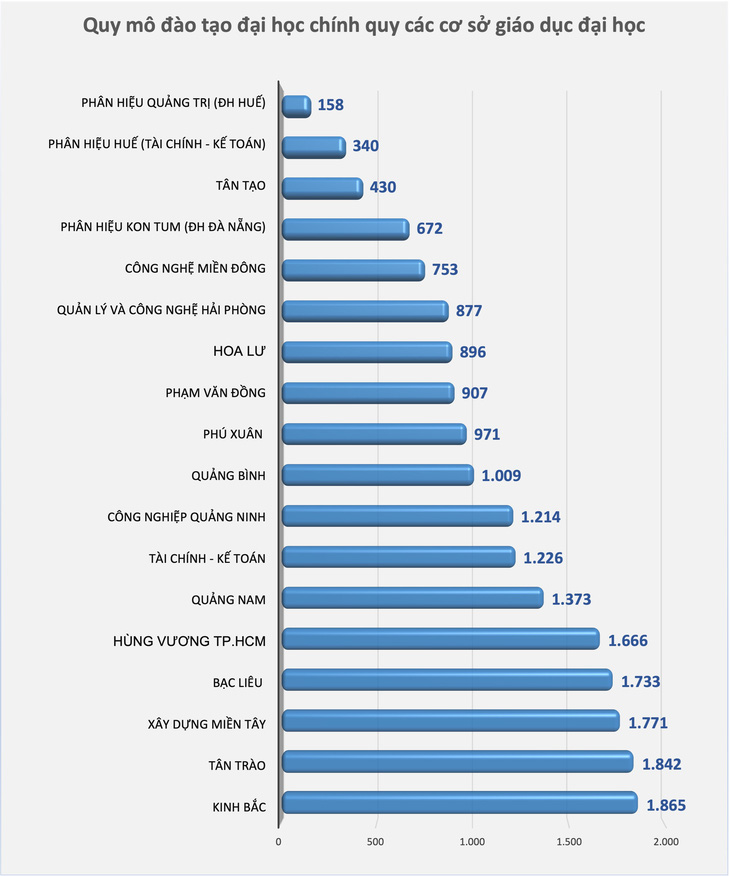 Quy mô đào tạo đại học chính quy các cơ sở giáo dục đại học
PHÂN HIỆU QUẢNG TRỊ (ĐH HUẾ) 158
PHÂN HIỆU HUẾ (TÀI CHÍNH - KẾ TOÁN) 340
TÂN TẠO 430
PHÂN HIỆU KON TUM (ĐH ĐÀ NẴNG) 672
CÔNG NGHỆ MIỀN ĐÔNG 753
QUẢN LÝ VÀ CÔNG NGHỆ HẢI PHÒNG 877
HOA LƯ 896
PHẠM VĂN ĐỒNG 907
PHÚ XUÂN 971
QUẢNG BÌNH 1.009
CÔNG NGHIỆP QUẢNG NINH 1.214
TÀI CHÍNH - KẾ TOÁN 1.226
QUẢNG NAM 1.373
HÙNG VƯƠNG TP.HCM 1.666
BẠC LIÊU 1.733
XÂY DỰNG MIỀN TÂY 1.771
TÂN TRÀO 1.842
KINH BẮC 1.865
0 500 1.000 1.500 2.000